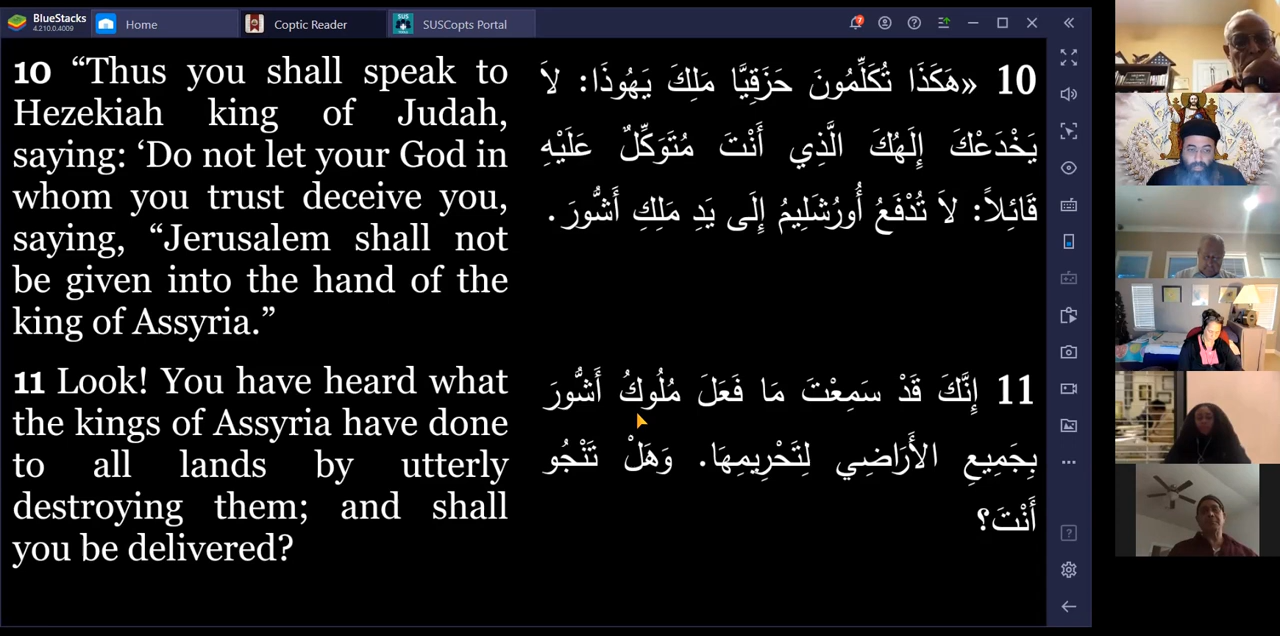 BlueStacks
4.210.0.4009
Home
Coptic Reader
SUSCopts Portal
10 “Thus you shall speak to
Hezekiah king of Judah,
saying: ‘Do not let your God in
whom you trust deceive you,
saying, “Jerusalem shall not
be given into the hand of the
king of Assyria.”
10 «هَكَذَا تُكَلِّمُونَ حَزَقِيَّا مَلِكَ يَهُوذَا: لاَ
يَخْدَعْكَ إِلَهُكَ الَّذِي أَنْتَ مُتَوَكِّلٌ عَلَيْهِ
قَائِلاً: لاَ تُدْفَعُ أُورُشَلِيمُ إِلَى يَدِ مَلِكِ أَشُّورَ.
11 Look! You have heard what
the kings of Assyria have done
to all lands by utterly
destroying them; and shall
you be delivered?
11 إِنَّكَ قَدْ سَمِعْتَ مَا فَعَلَ مُلُوكُ أَشُّورَ
بِجَمِيعِ الأَرَاضِي لِتَحْرِيمِهَا. وَهَلْ تَنْجُو
أَنْتَ؟